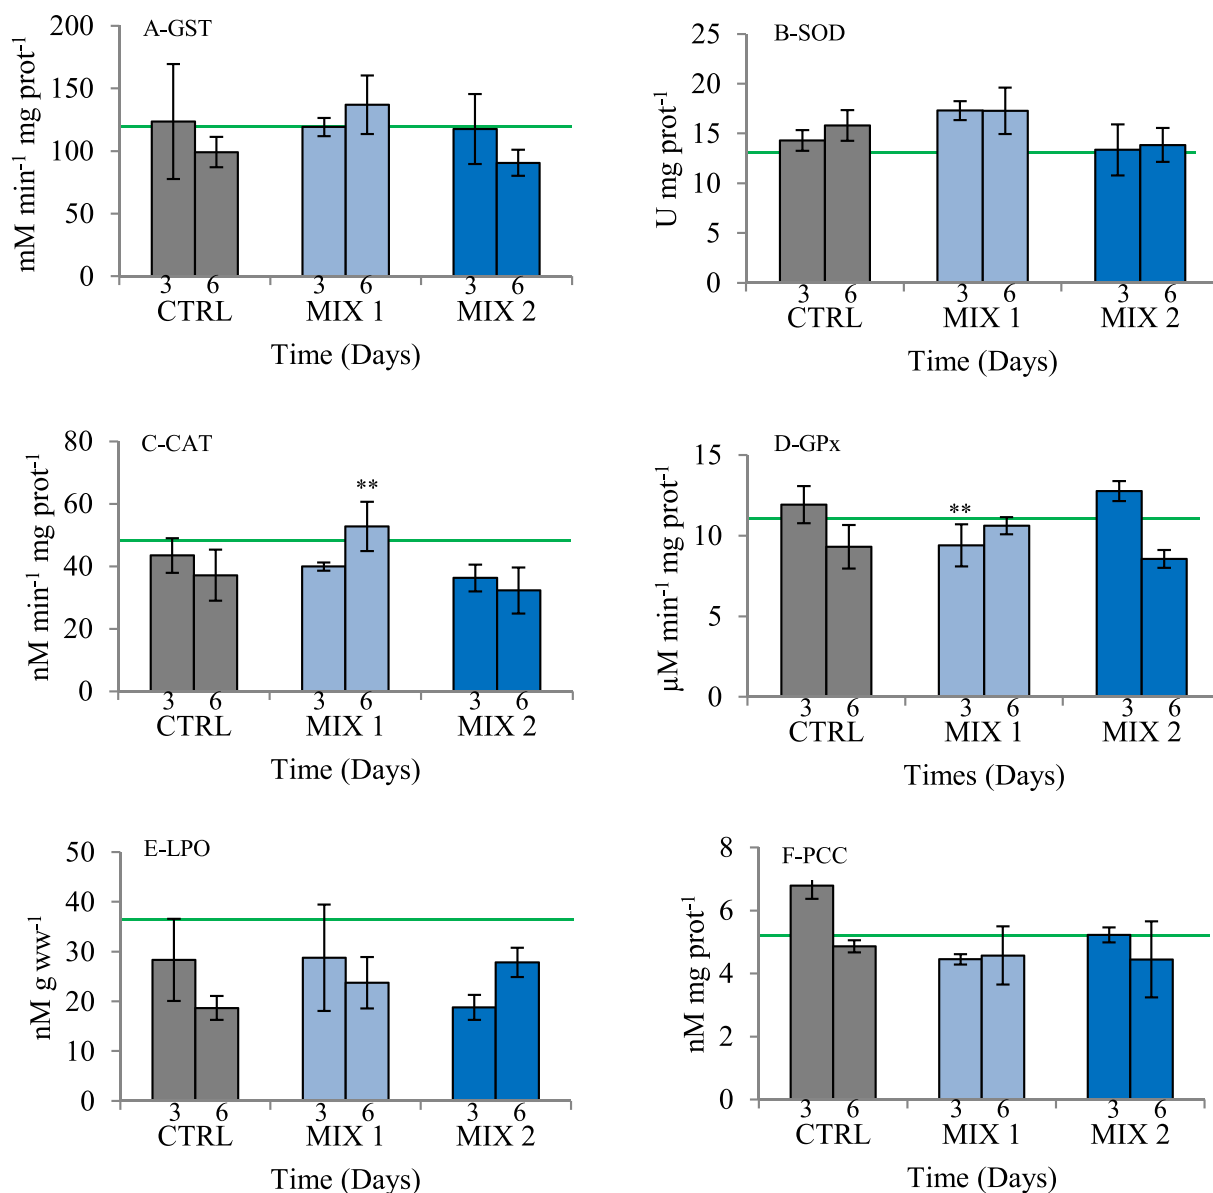 A-GST
mM min-1 mg prot-1
200
150
100
50
0
3 6 3 6 3 6
CTRL MIX 1 MIX 2
Time (Days)
B-SOD
U mg prot-1
25
20
15
10
5
0
3 6 3 6 3 6
CTRL MIX 1 MIX 2
Time (Days)
C-CAT
nM min-1 mg prot-1
80
60
40
20
0
**
3 6 3 6 3 6
CTRL MIX 1 MIX 2
Time (Days)
D-GPx
µM min-1 mg prot-1
15
10
5
0
**
3 6 3 6 3 6
CTRL MIX 1 MIX 2
Times (Days)
E-LPO
nM g ww-1
50
40
30
20
10
0
3 6 3 6 3 6
CTRL MIX 1 MIX 2
Time (Days)
F-PCC
nM mg prot-1
8
6
4
2
0
3 6 3 6 3 6
CTRL MIX 1 MIX 2
Time (Days)